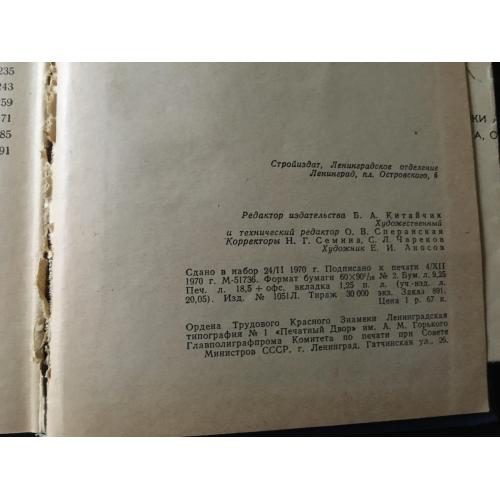 235
243
259
71
85
91
Стройиздат, Ленинградское отделение
Ленинград, пл. Островского, 6
Редактор издательства Б. А. Китайчик
Художественный
и технический редактор О. В. Сперанская
Корректоры Н. Г. Семина, С. Л. Чареков
Художник Е. И. Аносов
Сдано в набор 24/II 1970 г. Подписано к печати 4/XII
1970 г. М-51736. Формат бумаги 60×90¹/₁₆ № 2. Бум. л. 9,25
Печ. л. 18,5 + офс. вкладка 1,25 п. л. (уч.-изд. л.
20,05). Изд. № 1051Л. Тираж 30 000 экз. Заказ 891.
Цена 1 р. 67 к.
Ордена Трудового Красного Знамени Ленинградская
типография № 1 «Печатный Двор» им. А. М. Горького
Главполиграфпрома Комитета по печати при Совете
Министров СССР, г. Ленинград, Гатчинская ул., 26.
КИ А
А, С